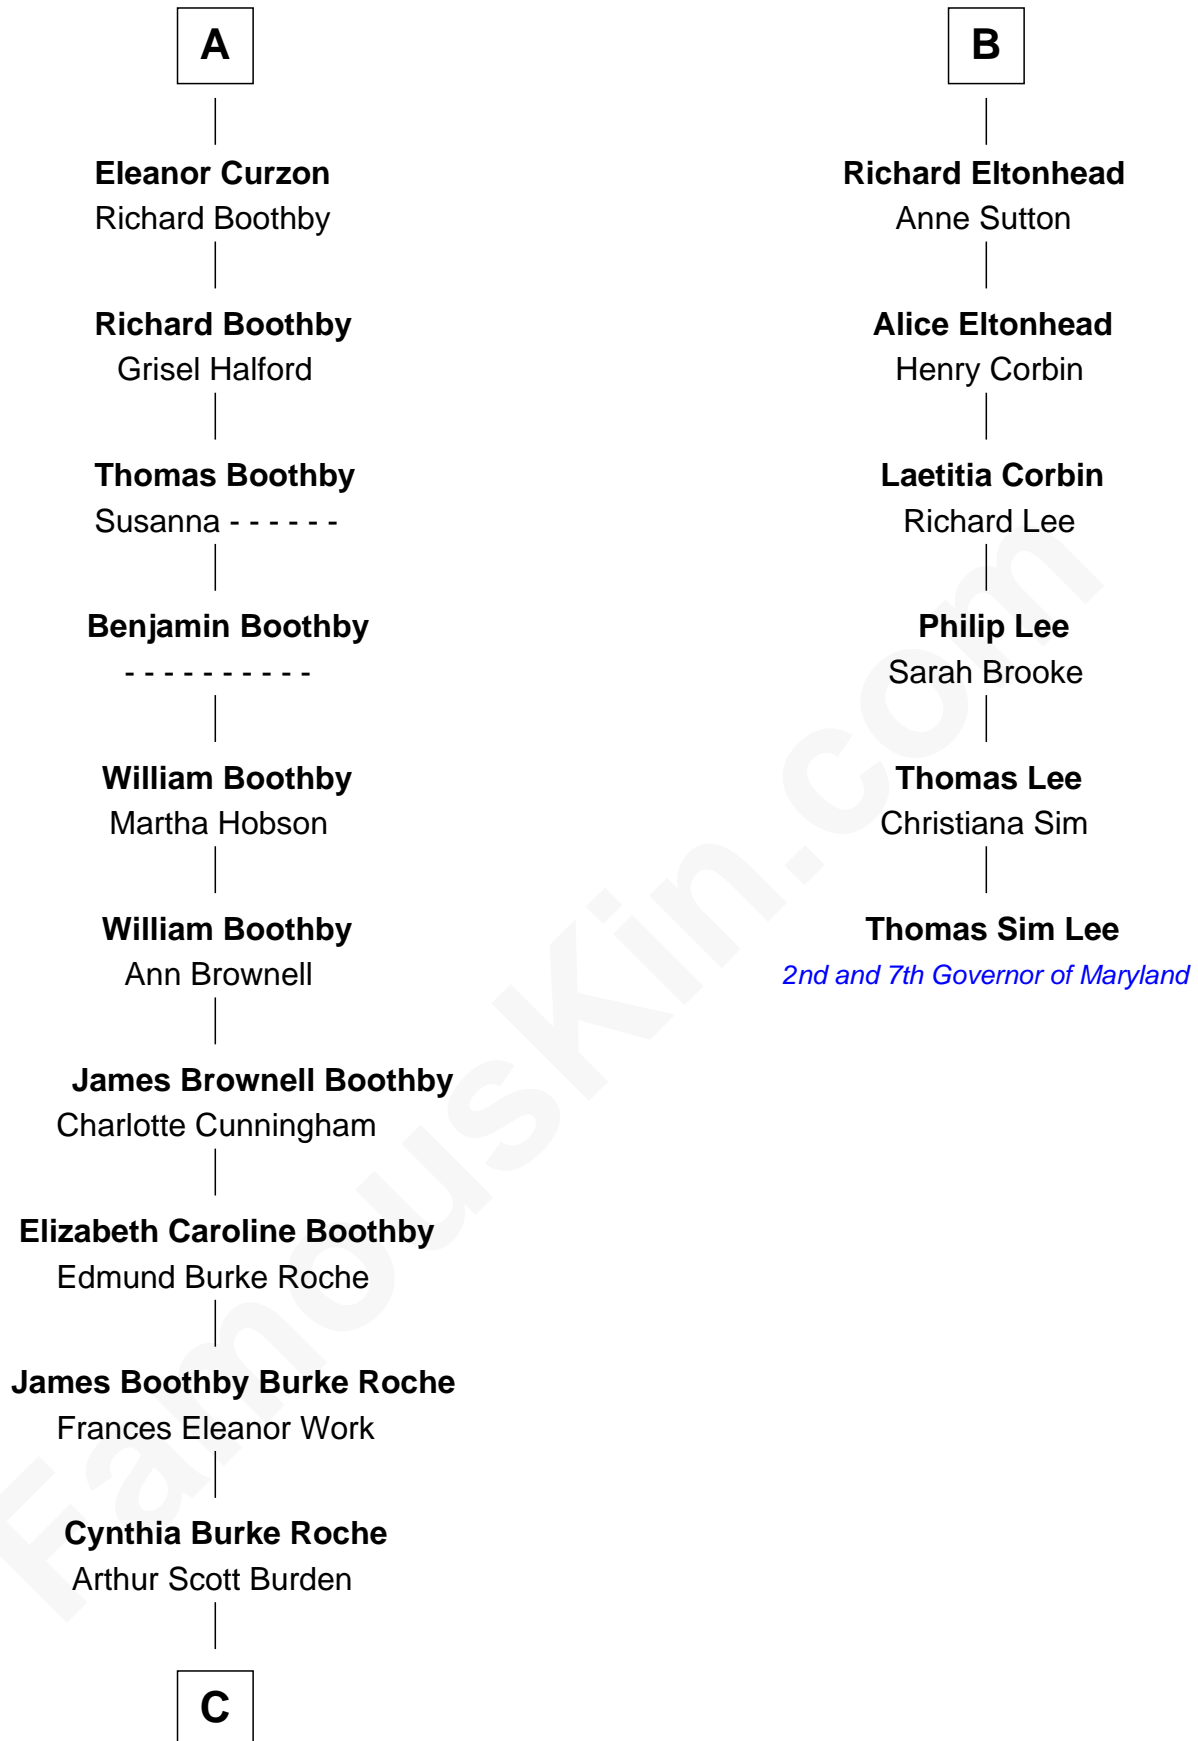 A
Eleanor Curzon
Richard Boothby
Richard Boothby
Grisel Halford
Thomas Boothby
Susanna - - - - - -
Benjamin Boothby
- - - - - - - - - -
William Boothby
Martha Hobson
William Boothby
Ann Brownell
James Brownell Boothby
Charlotte Cunningham
Elizabeth Caroline Boothby
Edmund Burke Roche
James Boothby Burke Roche
Frances Eleanor Work
Cynthia Burke Roche
Arthur Scott Burden
C
B
Richard Eltonhead
Anne Sutton
Alice Eltonhead
Henry Corbin
Laetitia Corbin
Richard Lee
Philip Lee
Sarah Brooke
Thomas Lee
Christiana Sim
Thomas Sim Lee
2nd and 7th Governor of Maryland
FamousKin.com